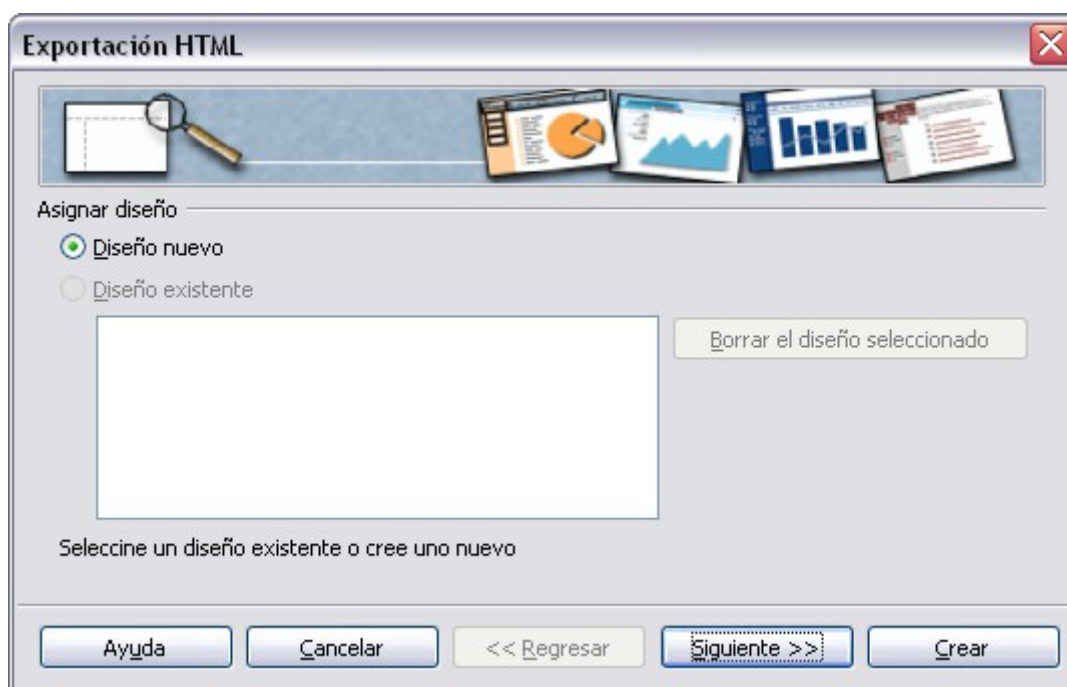 Exportación HTML
Asignar diseño
Diseño nuevo
Diseño existente
Borrar el diseño seleccionado
Seleccine un diseño existente o cree uno nuevo
Ayuda
Cancelar
<< Regresar
Siguiente >>
Crear